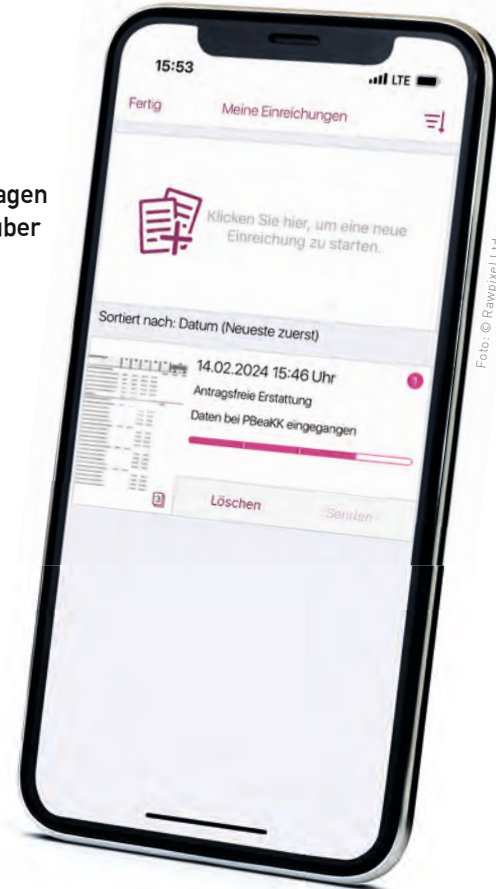 agen
über
15:53
LTE
Fertig Meine Einreichungen
Klicken Sie hier, um eine neue
Einreichung zu starten.
Sortiert nach: Datum (Neueste zuerst)
14.02.2024 15:46 Uhr
1
Antragsfreie Erstattung
Daten bei PBeaKK eingegangen
3
Löschen Senden
Foto: © Rawpixel Ltd